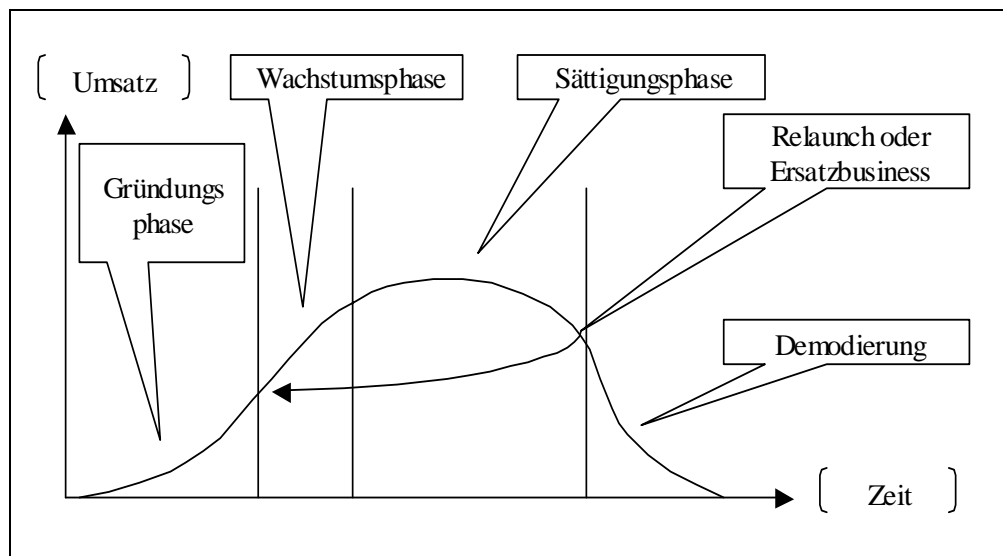 Umsatz
Wachstumsphase
Sättigungsphase
Relaunch oder
Ersatzbusiness
Gründungs
phase
Demodierung
Zeit